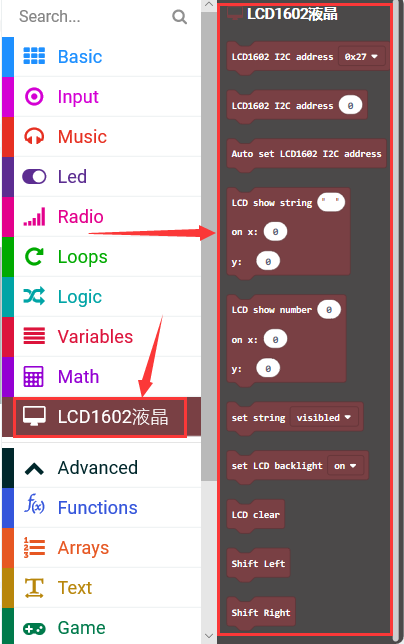 Search...
Basic
Input
Music
Led
Radio
Loops
Logic
Variables
Math
LCD1602液晶
Advanced
f(x) Functions
Arrays
Text
Game
LCD1602液晶
LCD1602 I2C address 0x27
LCD1602 I2C address 0
Auto set LCD1602 I2C address
LCD show string " "
on x: 0
y: 0
LCD show number 0
on x: 0
y: 0
set string visibled
set LCD backlight on
LCD clear
Shift Left
Shift Right